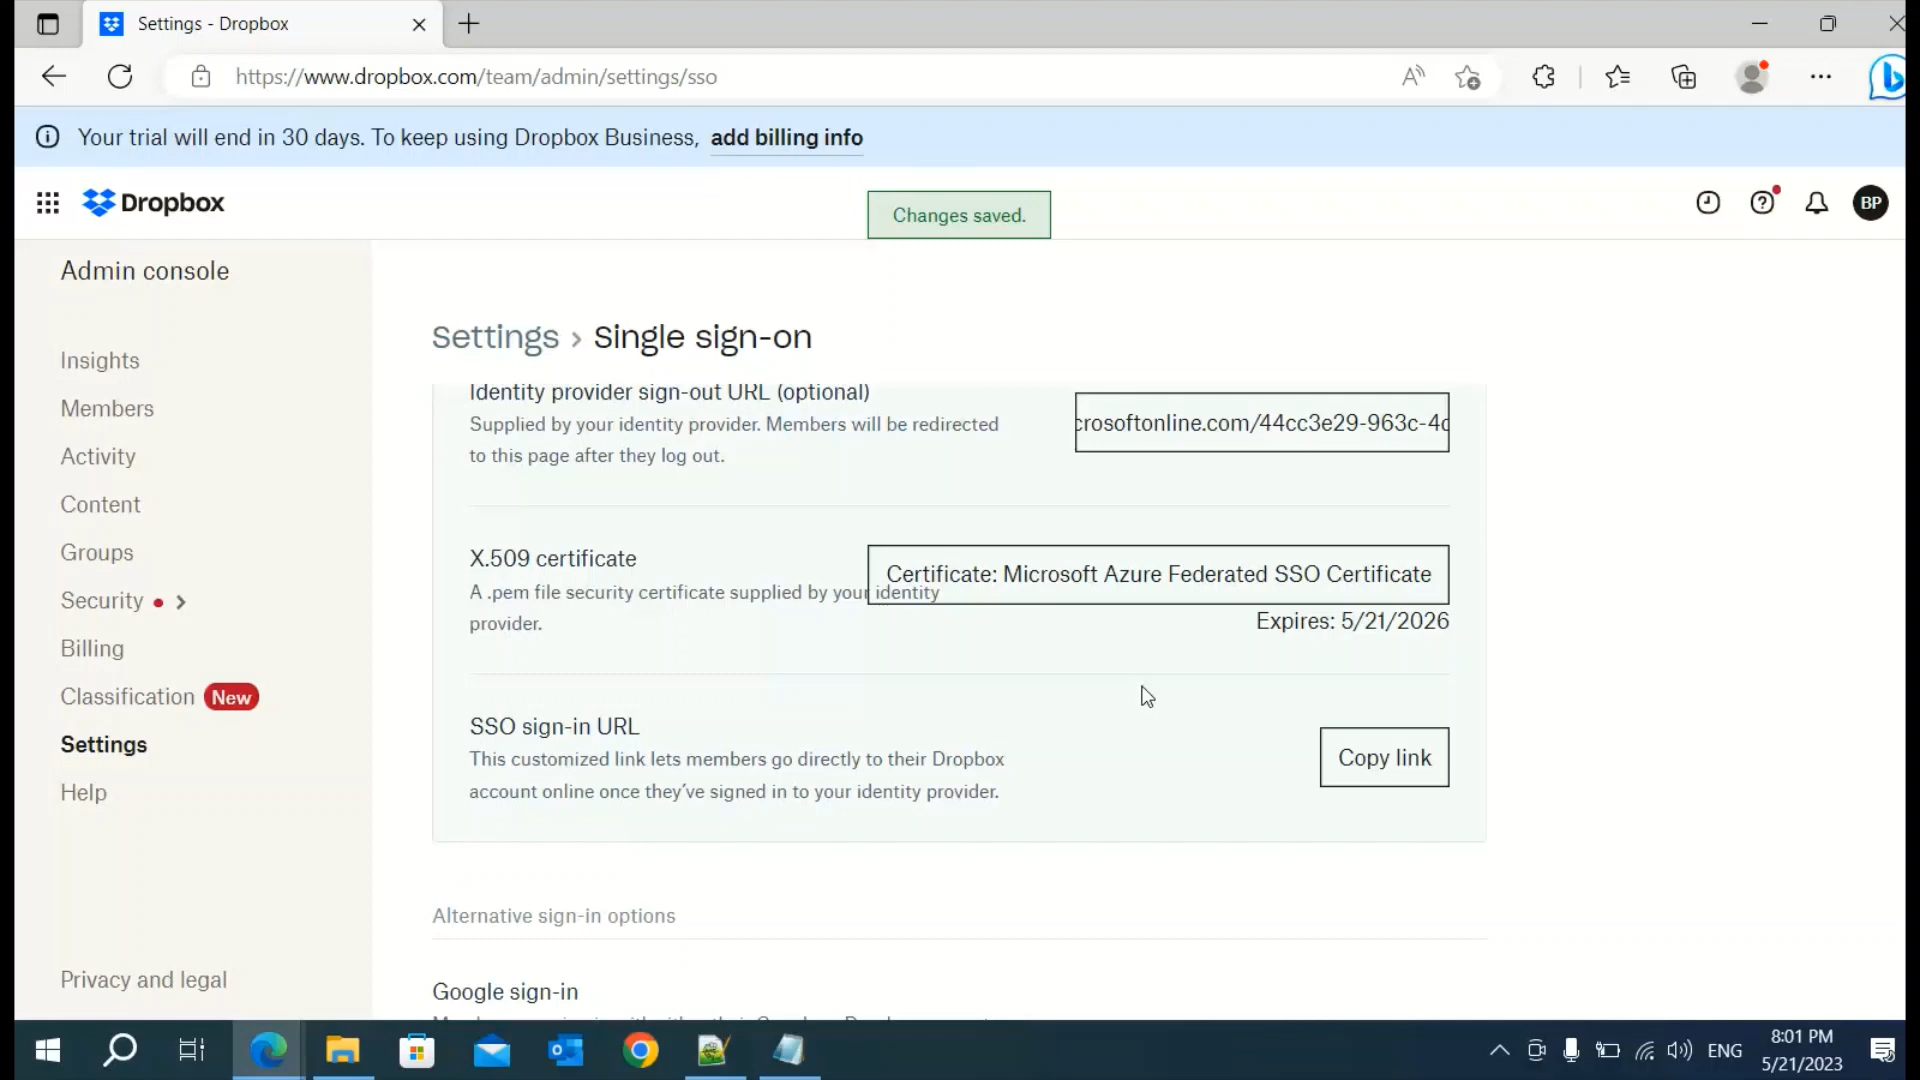 Settings - Dropbox
https://www.dropbox.com/team/admin/settings/sso
Your trial will end in 30 days. To keep using Dropbox Business, add billing info
Dropbox
Changes saved.
BP
Admin console
Insights
Members
Activity
Content
Groups
Security
Billing
Classification New
Settings
Help
Privacy and legal
Settings › Single sign-on
Identity provider sign-out URL (optional)
Supplied by your identity provider. Members will be redirected
to this page after they log out.
crosoftonline.com/44cc3e29-963c-4c
X.509 certificate
A .pem file security certificate supplied by your identity
provider.
Certificate: Microsoft Azure Federated SSO Certificate
Expires: 5/21/2026
SSO sign-in URL
This customized link lets members go directly to their Dropbox
account online once they've signed in to your identity provider.
Copy link
Alternative sign-in options
Google sign-in
ENG
8:01 PM
5/21/2023